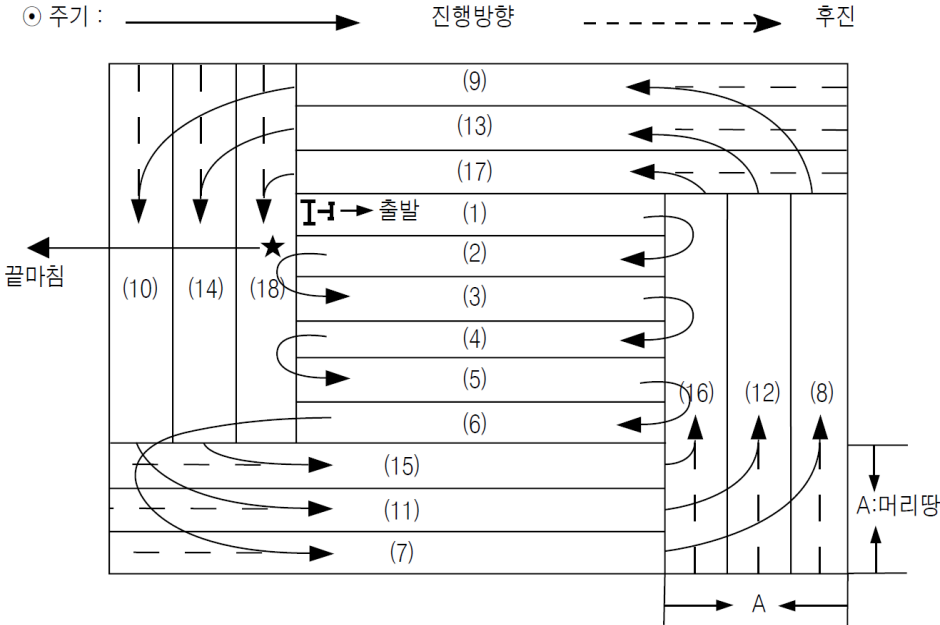 ⊙ 주기 : 진행방향 후진
(9)
(13)
(17)
출발 (1)
(2)
끝마침
(10) (14) (18) (3)
(4)
(5)
(16) (12) (8)
(6)
(15)
A:머리땅
(11)
(7)
A